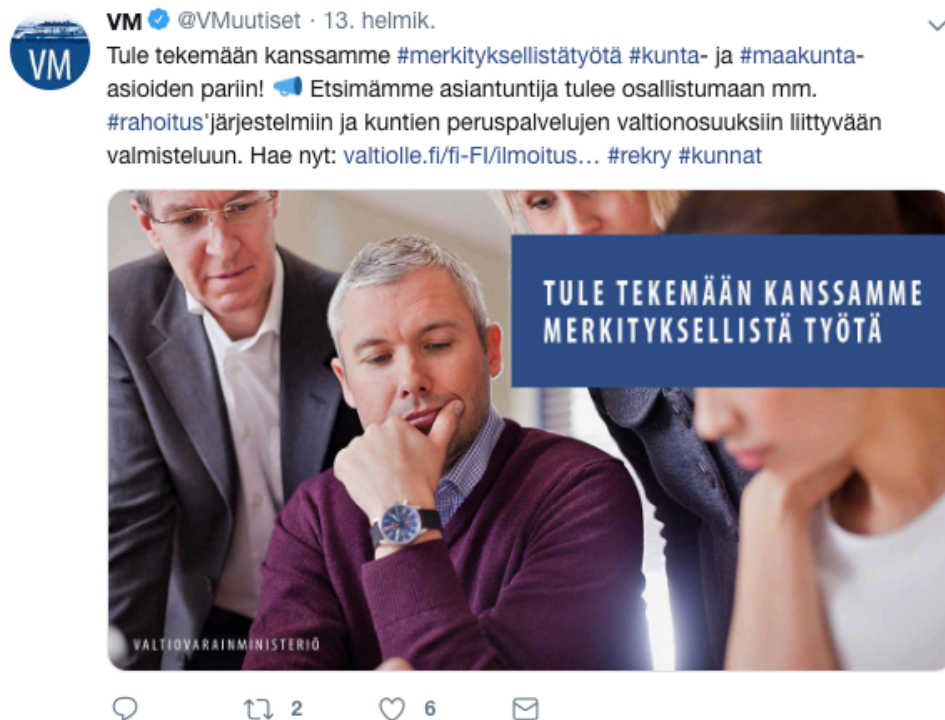 VM @VMuutiset · 13. helmik.
VM
Tule tekemään kanssamme #merkityksellistätyötä #kunta- ja #maakunta-
asioiden pariin! Etsimämme asiantuntija tulee osallistumaan mm.
#rahoitus'järjestelmiin ja kuntien peruspalvelujen valtionosuuksiin liittyvään
valmisteluun. Hae nyt: valtiolle.fi/fi-FI/ilmoitus… #rekry #kunnat
TULE TEKEMÄÄN KANSSAMME
MERKITYKSELLISTÄ TYÖTÄ
VALTIOVARAINMINISTERIÖ
2 6